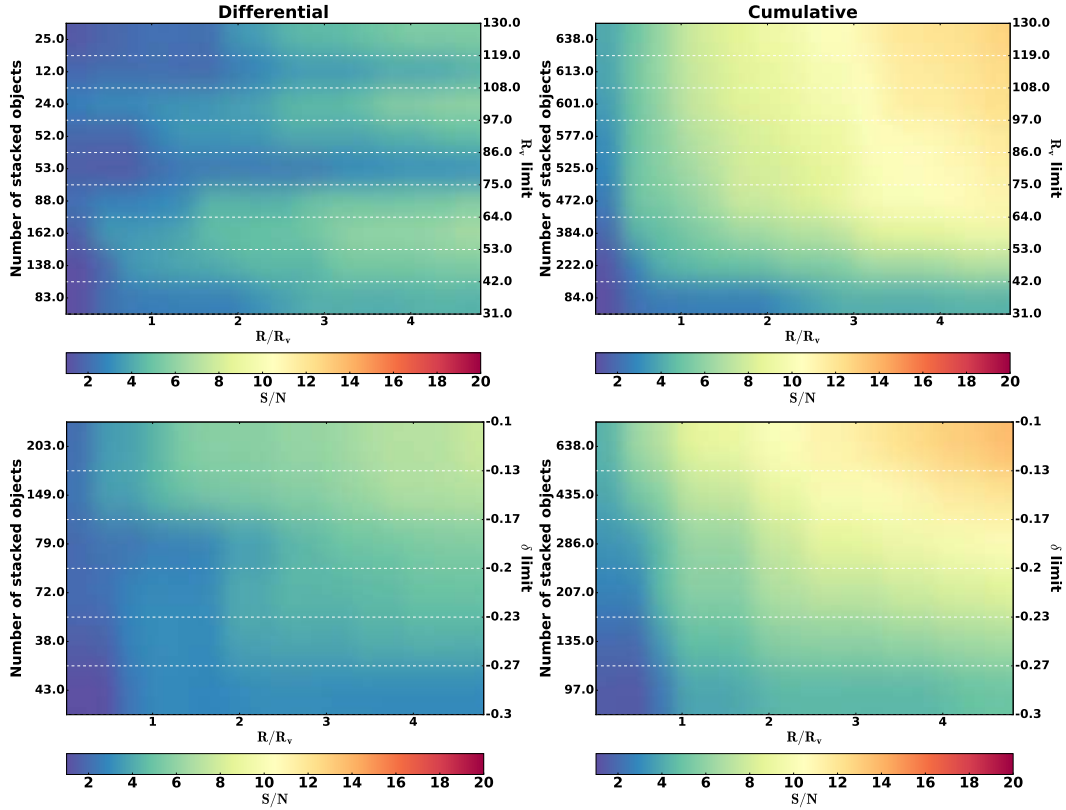 Differential
Cumulative
Number of stacked objects
25.0
12.0
24.0
52.0
53.0
88.0
162.0
138.0
83.0
130.0
119.0
108.0
97.0
86.0
75.0
64.0
53.0
42.0
31.0
Rv limit
1 2 3 4
R/Rv
2 4 6 8 10 12 14 16 18 20
S/N
Number of stacked objects
638.0
613.0
601.0
577.0
525.0
472.0
384.0
222.0
84.0
130.0
119.0
108.0
97.0
86.0
75.0
64.0
53.0
42.0
31.0
Rv limit
1 2 3 4
R/Rv
2 4 6 8 10 12 14 16 18 20
S/N
Number of stacked objects
203.0
149.0
79.0
72.0
38.0
43.0
-0.1
-0.13
-0.17
-0.2
-0.23
-0.27
-0.3
δ limit
1 2 3 4
R/Rv
2 4 6 8 10 12 14 16 18 20
S/N
Number of stacked objects
638.0
435.0
286.0
207.0
135.0
97.0
-0.1
-0.13
-0.17
-0.2
-0.23
-0.27
-0.3
δ limit
1 2 3 4
R/Rv
2 4 6 8 10 12 14 16 18 20
S/N